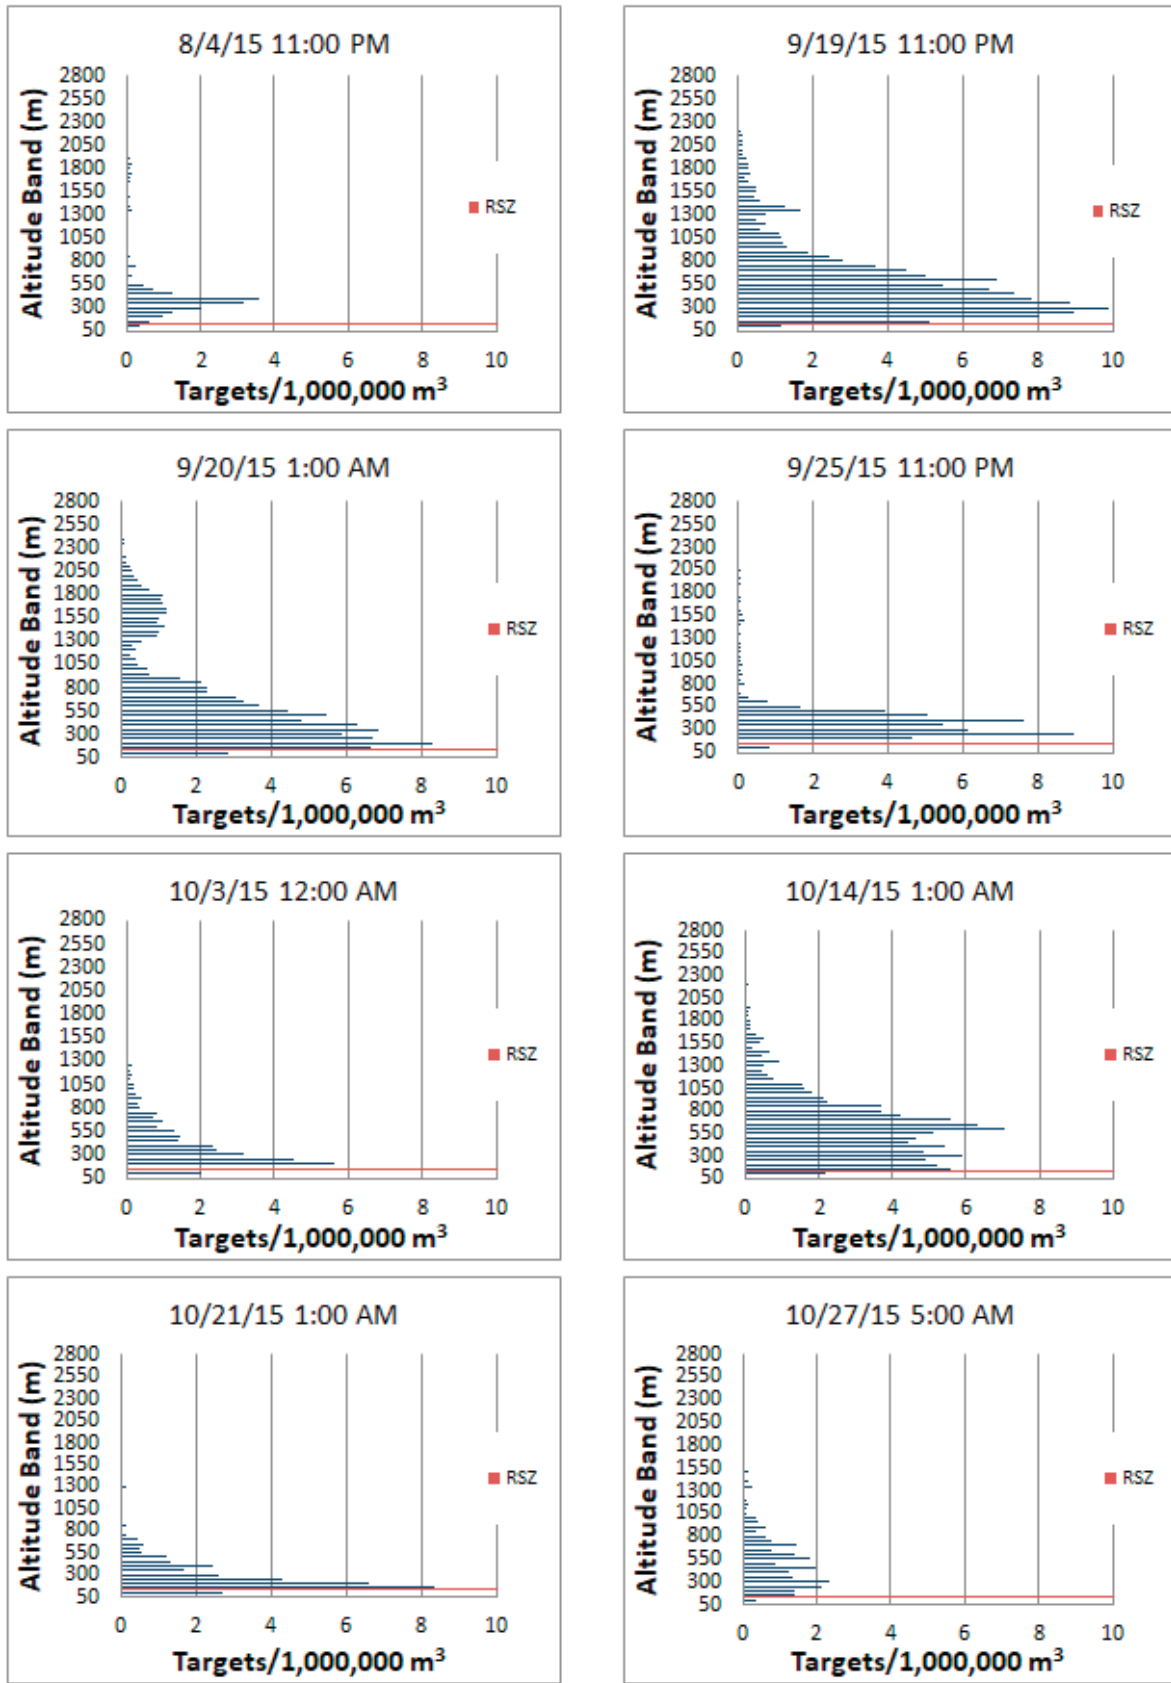 8/4/15 11:00 PM
Altitude Band (m)
2800
2550
2300
2050
1800
1550
1300
1050
800
550
300
50
0 2 4 6 8 10
Targets/1,000,000 m³
RSZ
9/19/15 11:00 PM
Altitude Band (m)
2800
2550
2300
2050
1800
1550
1300
1050
800
550
300
50
0 2 4 6 8 10
Targets/1,000,000 m³
RSZ
9/20/15 1:00 AM
Altitude Band (m)
2800
2550
2300
2050
1800
1550
1300
1050
800
550
300
50
0 2 4 6 8 10
Targets/1,000,000 m³
RSZ
9/25/15 11:00 PM
Altitude Band (m)
2800
2550
2300
2050
1800
1550
1300
1050
800
550
300
50
0 2 4 6 8 10
Targets/1,000,000 m³
RSZ
10/3/15 12:00 AM
Altitude Band (m)
2800
2550
2300
2050
1800
1550
1300
1050
800
550
300
50
0 2 4 6 8 10
Targets/1,000,000 m³
RSZ
10/14/15 1:00 AM
Altitude Band (m)
2800
2550
2300
2050
1800
1550
1300
1050
800
550
300
50
0 2 4 6 8 10
Targets/1,000,000 m³
RSZ
10/21/15 1:00 AM
Altitude Band (m)
2800
2550
2300
2050
1800
1550
1300
1050
800
550
300
50
0 2 4 6 8 10
Targets/1,000,000 m³
RSZ
10/27/15 5:00 AM
Altitude Band (m)
2800
2550
2300
2050
1800
1550
1300
1050
800
550
300
50
0 2 4 6 8 10
Targets/1,000,000 m³
RSZ